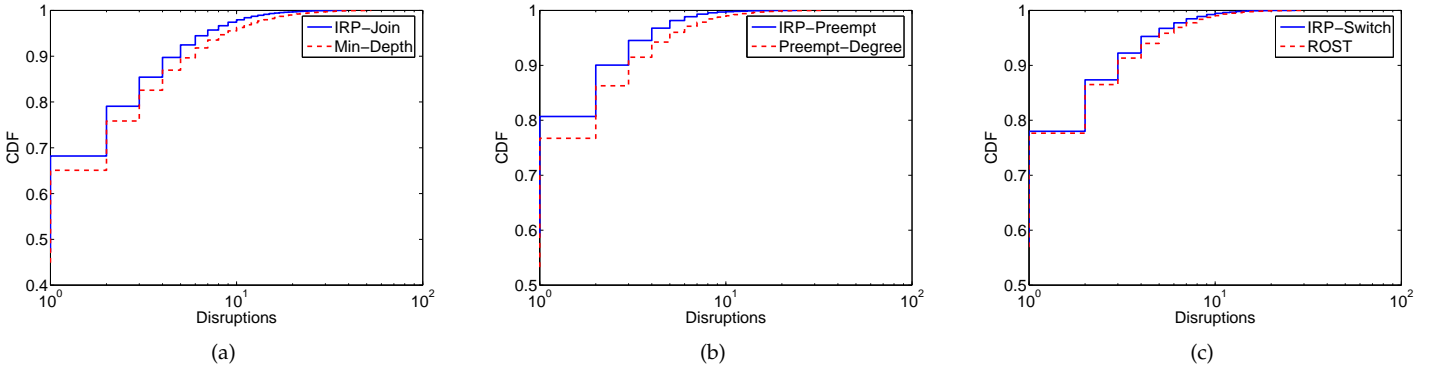 1
0.9
0.8
0.7
0.6
0.5
0.4
CDF
10^0
10^1
10^2
Disruptions
IRP-Join
Min-Depth
(a)
1
0.9
0.8
0.7
0.6
0.5
CDF
10^0
10^1
10^2
Disruptions
IRP-Preempt
Preempt-Degree
(b)
1
0.9
0.8
0.7
0.6
0.5
CDF
10^0
10^1
10^2
Disruptions
IRP-Switch
ROST
(c)